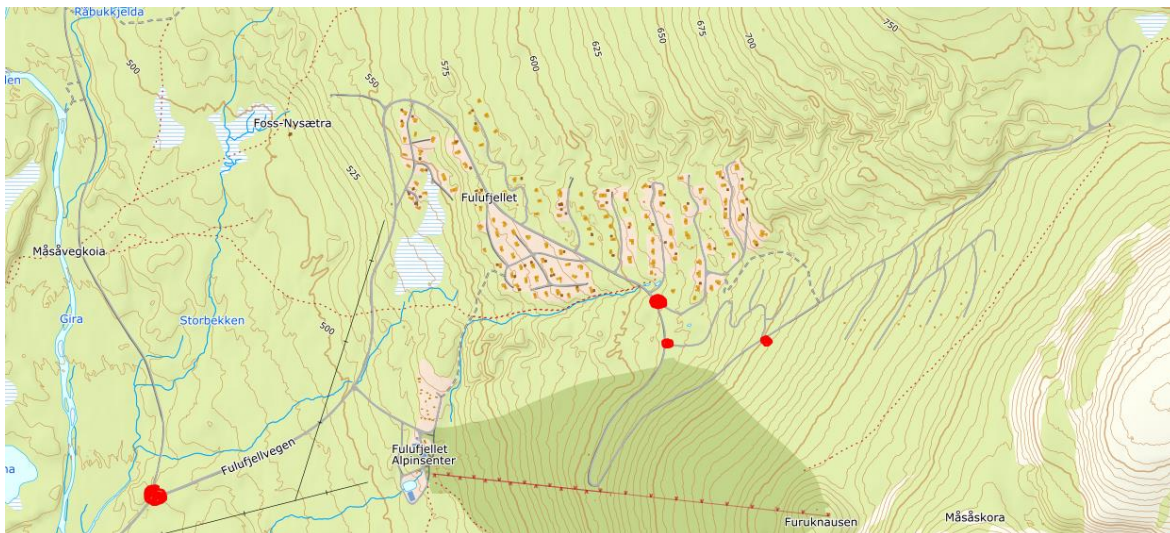 Råbukkjelda
500
550
575
600
625
650
675
700
750
Foss-Nysætra
525
Fulufjellet
Måsåvegkoia
Gira
Storbekken
500
Fulufjellvegen
Fulufjellet
Alpinsenter
Furuknausen
Måsåskora